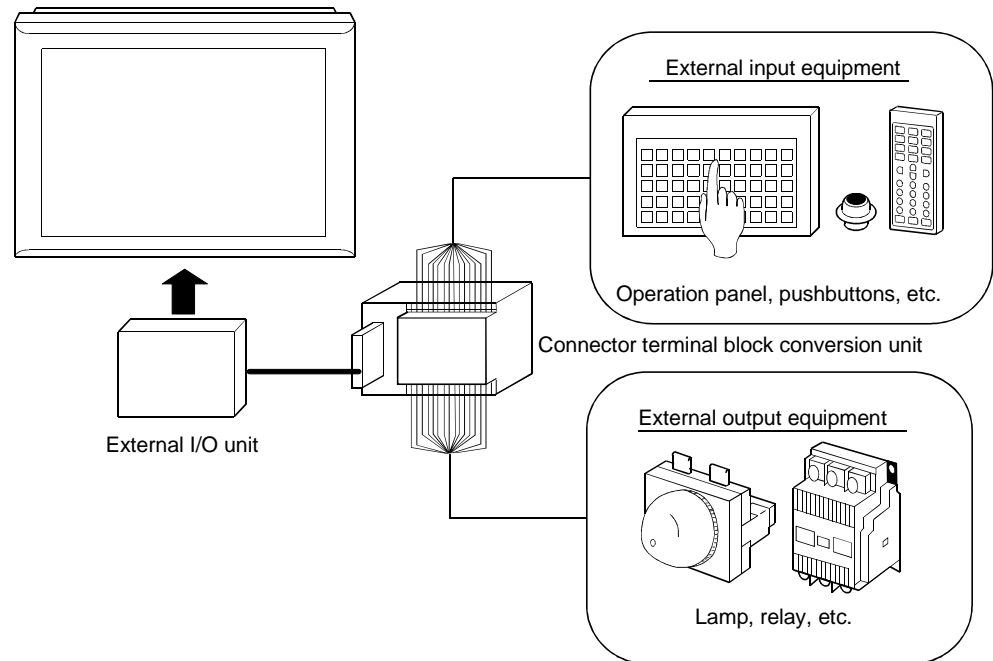 External input equipment
Operation panel, pushbuttons, etc.
Connector terminal block conversion unit
External I/O unit
External output equipment
Lamp, relay, etc.